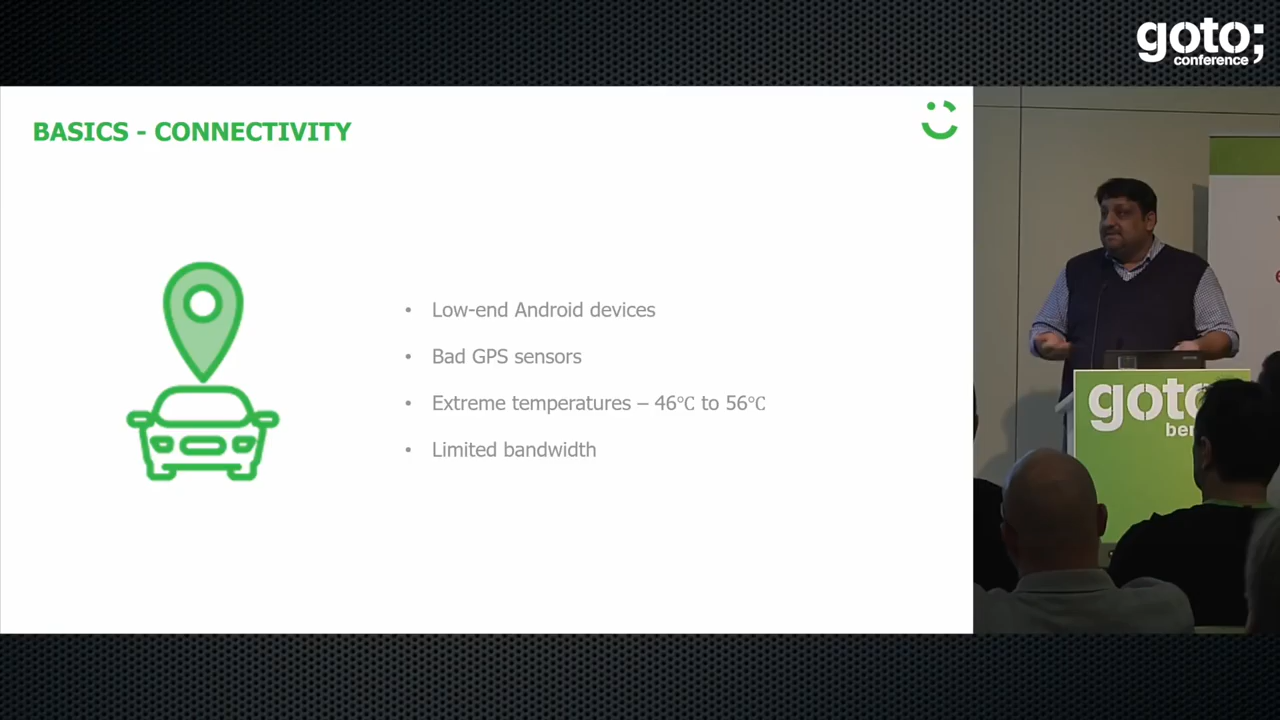 goto;
conference
BASICS - CONNECTIVITY
• Low-end Android devices
• Bad GPS sensors
• Extreme temperatures – 46℃ to 56℃
• Limited bandwidth
goto
ber